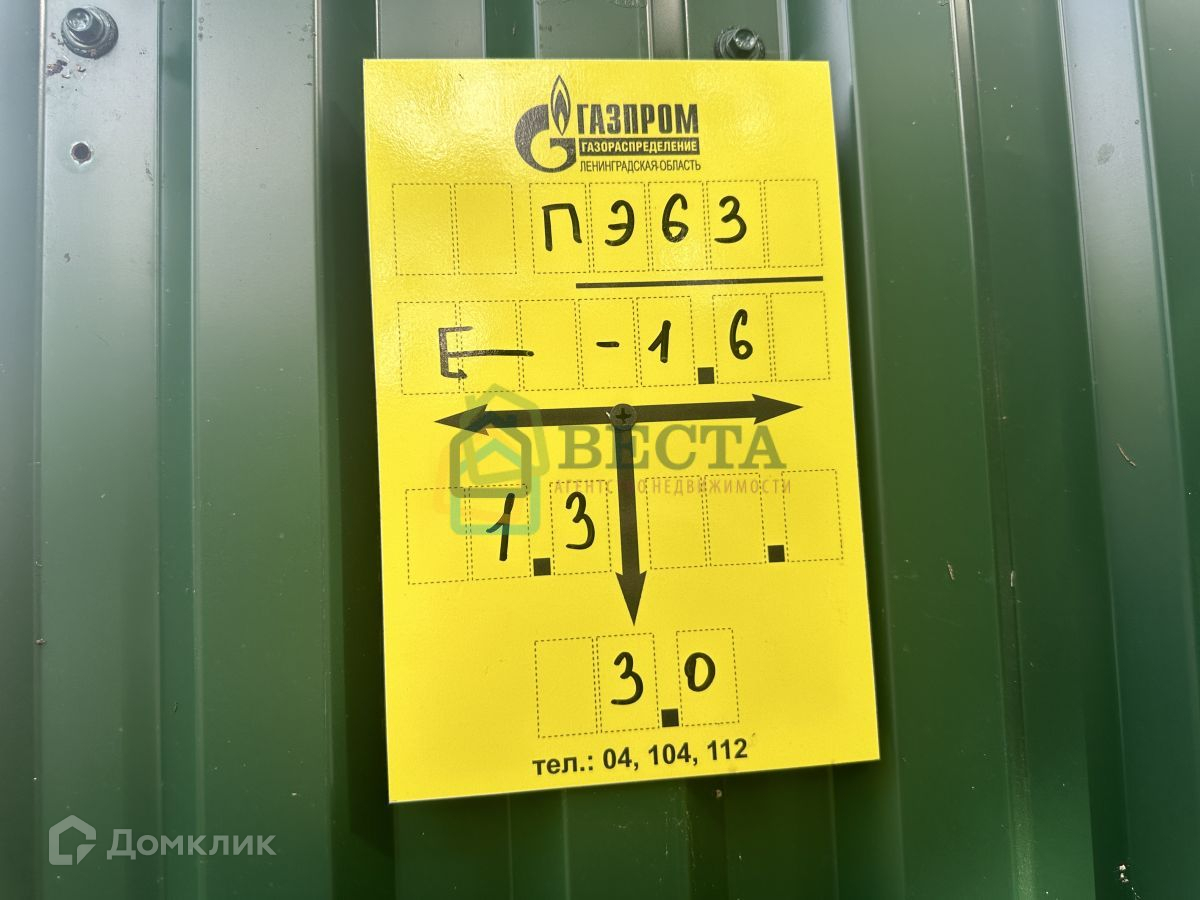 ГАЗПРОМ
ГАЗОРАСПРЕДЕЛЕНИЕ
ЛЕНИНГРАДСКАЯ ОБЛАСТЬ
ПЭ63
-1.6
ВЕСТА
АГЕНТСТВО НЕДВИЖИМОСТИ
1.3
3.0
тел.: 04, 104, 112
Домклик